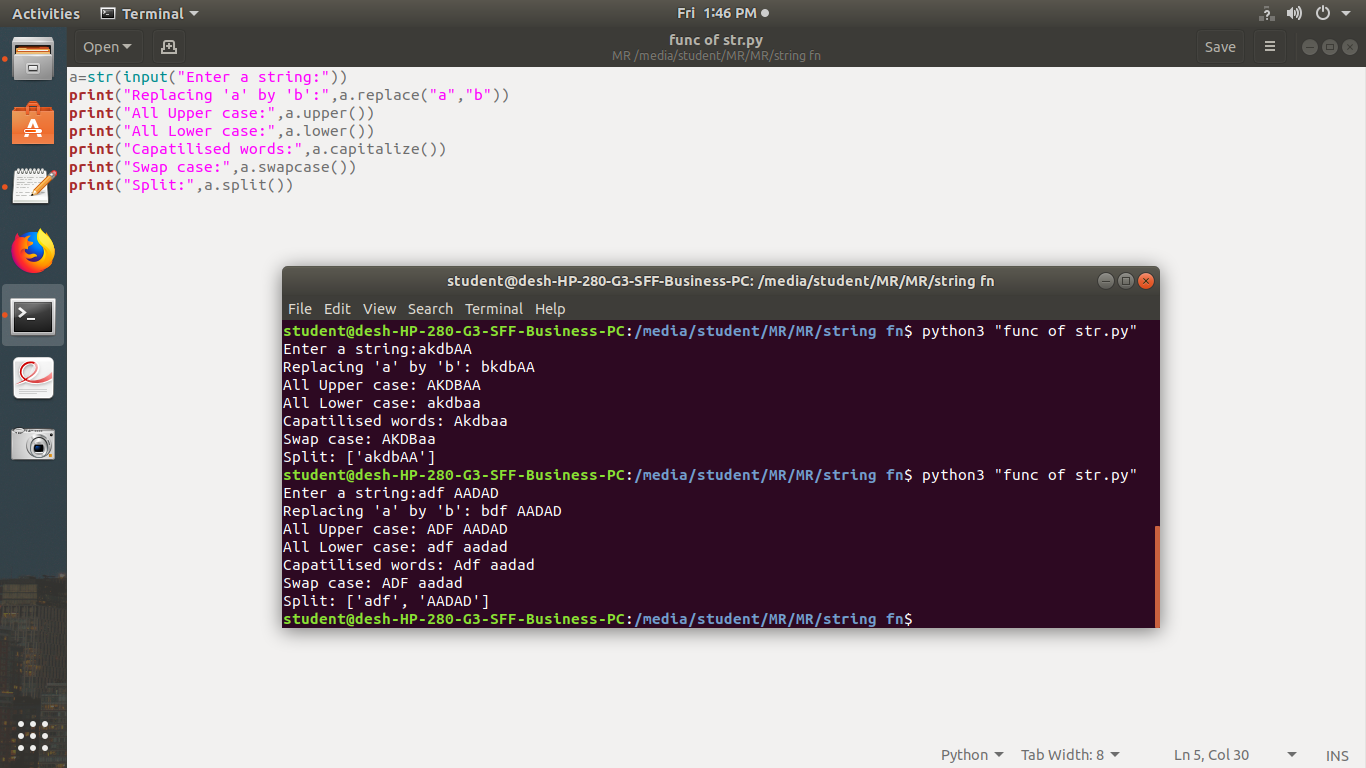 Activities Terminal Fri 1:46 PM
Open func of str.py Save
MR /media/student/MR/MR/string fn
a=str(input("Enter a string:"))
print("Replacing 'a' by 'b':",a.replace("a","b"))
print("All Upper case:",a.upper())
print("All Lower case:",a.lower())
print("Capatilised words:",a.capitalize())
print("Swap case:",a.swapcase())
print("Split:",a.split())
student@desh-HP-280-G3-SFF-Business-PC: /media/student/MR/MR/string fn
File Edit View Search Terminal Help
student@desh-HP-280-G3-SFF-Business-PC:/media/student/MR/MR/string fn$ python3 "func of str.py"
Enter a string:akdbAA
Replacing 'a' by 'b': bkdbAA
All Upper case: AKDBAA
All Lower case: akdbaa
Capatilised words: Akdbaa
Swap case: AKDBaa
Split: ['akdbAA']
student@desh-HP-280-G3-SFF-Business-PC:/media/student/MR/MR/string fn$ python3 "func of str.py"
Enter a string:adf AADAD
Replacing 'a' by 'b': bdf AADAD
All Upper case: ADF AADAD
All Lower case: adf aadad
Capatilised words: Adf aadad
Swap case: ADF aadad
Split: ['adf', 'AADAD']
student@desh-HP-280-G3-SFF-Business-PC:/media/student/MR/MR/string fn$
Python Tab Width: 8 Ln 5, Col 30 INS